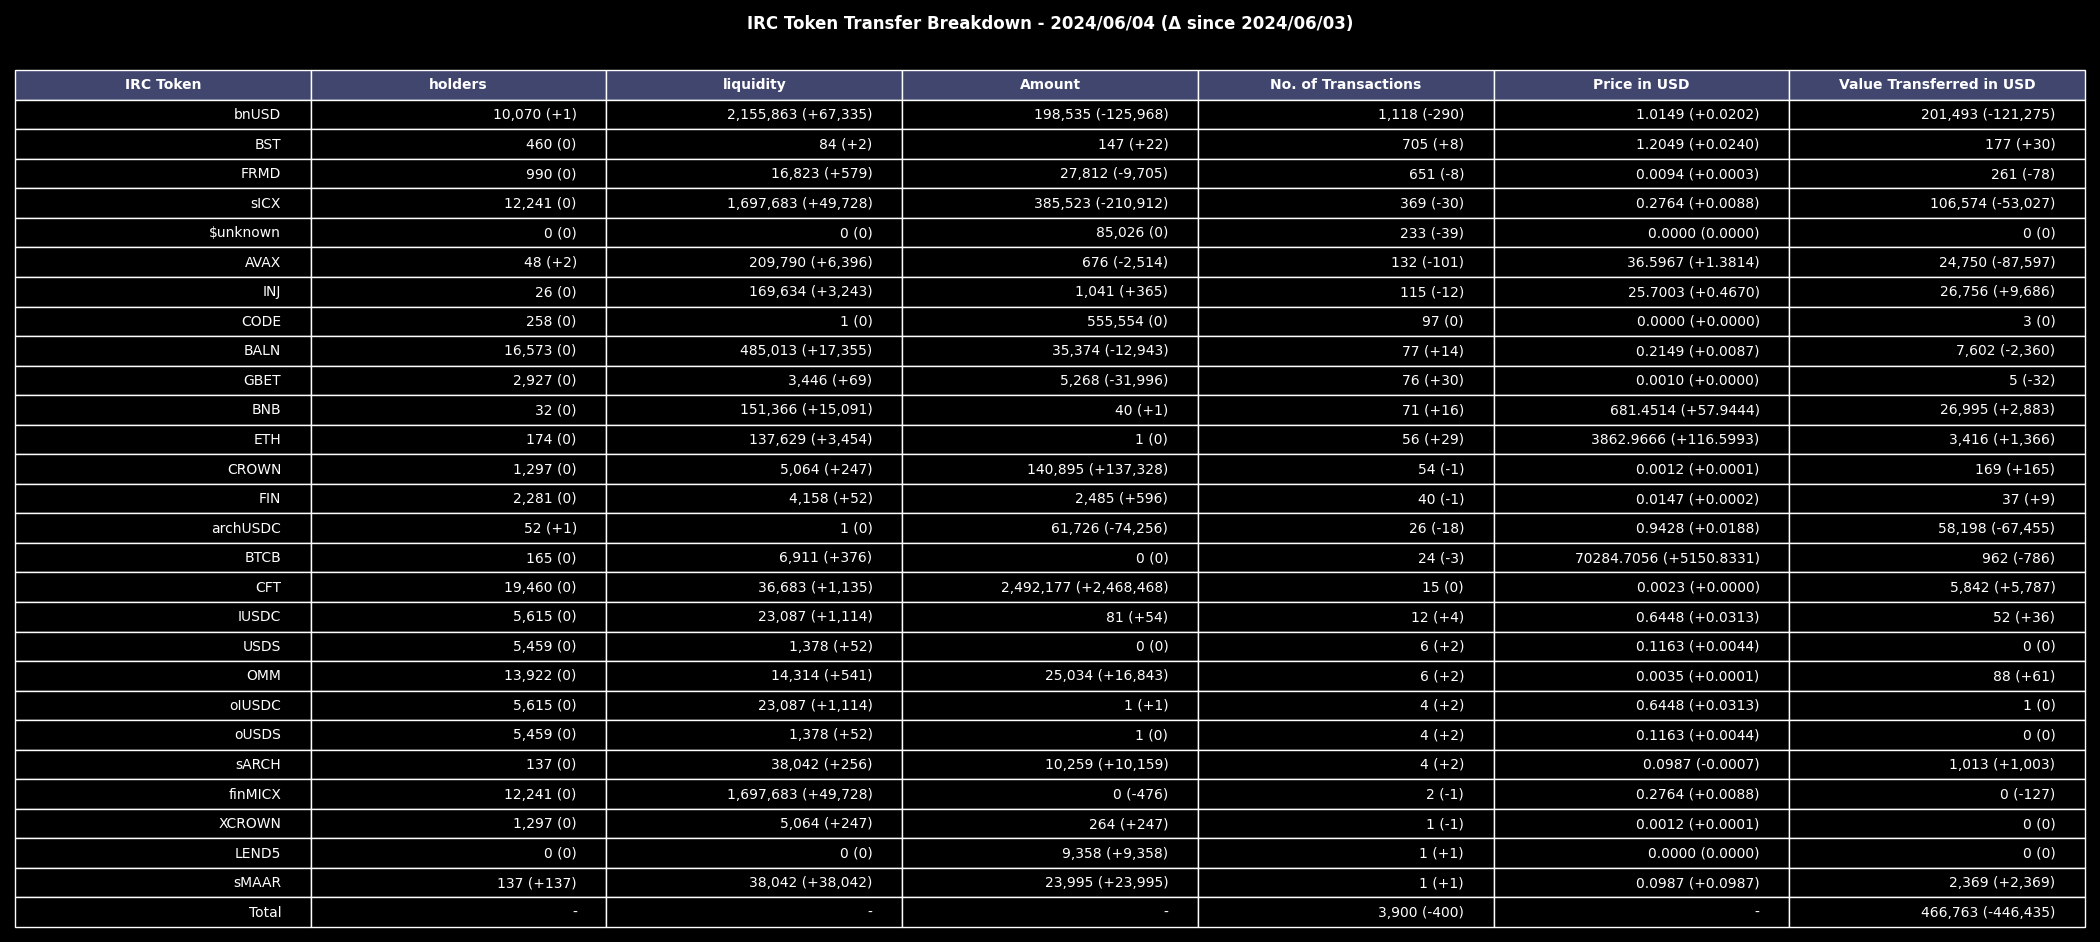 IRC Token Transfer Breakdown - 2024/06/04 (Δ since 2024/06/03)
IRC Token holders liquidity Amount No. of Transactions Price in USD Value Transferred in USD
bnUSD 10,070 (+1) 2,155,863 (+67,335) 198,535 (-125,968) 1,118 (-290) 1.0149 (+0.0202) 201,493 (-121,275)
BST 460 (0) 84 (+2) 147 (+22) 705 (+8) 1.2049 (+0.0240) 177 (+30)
FRMD 990 (0) 16,823 (+579) 27,812 (-9,705) 651 (-8) 0.0094 (+0.0003) 261 (-78)
sICX 12,241 (0) 1,697,683 (+49,728) 385,523 (-210,912) 369 (-30) 0.2764 (+0.0088) 106,574 (-53,027)
$unknown 0 (0) 0 (0) 85,026 (0) 233 (-39) 0.0000 (0.0000) 0 (0)
AVAX 48 (+2) 209,790 (+6,396) 676 (-2,514) 132 (-101) 36.5967 (+1.3814) 24,750 (-87,597)
INJ 26 (0) 169,634 (+3,243) 1,041 (+365) 115 (-12) 25.7003 (+0.4670) 26,756 (+9,686)
CODE 258 (0) 1 (0) 555,554 (0) 97 (0) 0.0000 (+0.0000) 3 (0)
BALN 16,573 (0) 485,013 (+17,355) 35,374 (-12,943) 77 (+14) 0.2149 (+0.0087) 7,602 (-2,360)
GBET 2,927 (0) 3,446 (+69) 5,268 (-31,996) 76 (+30) 0.0010 (+0.0000) 5 (-32)
BNB 32 (0) 151,366 (+15,091) 40 (+1) 71 (+16) 681.4514 (+57.9444) 26,995 (+2,883)
ETH 174 (0) 137,629 (+3,454) 1 (0) 56 (+29) 3862.9666 (+116.5993) 3,416 (+1,366)
CROWN 1,297 (0) 5,064 (+247) 140,895 (+137,328) 54 (-1) 0.0012 (+0.0001) 169 (+165)
FIN 2,281 (0) 4,158 (+52) 2,485 (+596) 40 (-1) 0.0147 (+0.0002) 37 (+9)
archUSDC 52 (+1) 1 (0) 61,726 (-74,256) 26 (-18) 0.9428 (+0.0188) 58,198 (-67,455)
BTCB 165 (0) 6,911 (+376) 0 (0) 24 (-3) 70284.7056 (+5150.8331) 962 (-786)
CFT 19,460 (0) 36,683 (+1,135) 2,492,177 (+2,468,468) 15 (0) 0.0023 (+0.0000) 5,842 (+5,787)
IUSDC 5,615 (0) 23,087 (+1,114) 81 (+54) 12 (+4) 0.6448 (+0.0313) 52 (+36)
USDS 5,459 (0) 1,378 (+52) 0 (0) 6 (+2) 0.1163 (+0.0044) 0 (0)
OMM 13,922 (0) 14,314 (+541) 25,034 (+16,843) 6 (+2) 0.0035 (+0.0001) 88 (+61)
oIUSDC 5,615 (0) 23,087 (+1,114) 1 (+1) 4 (+2) 0.6448 (+0.0313) 1 (0)
oUSDS 5,459 (0) 1,378 (+52) 1 (0) 4 (+2) 0.1163 (+0.0044) 0 (0)
sARCH 137 (0) 38,042 (+256) 10,259 (+10,159) 4 (+2) 0.0987 (-0.0007) 1,013 (+1,003)
finMICX 12,241 (0) 1,697,683 (+49,728) 0 (-476) 2 (-1) 0.2764 (+0.0088) 0 (-127)
XCROWN 1,297 (0) 5,064 (+247) 264 (+247) 1 (-1) 0.0012 (+0.0001) 0 (0)
LEND5 0 (0) 0 (0) 9,358 (+9,358) 1 (+1) 0.0000 (0.0000) 0 (0)
sMAAR 137 (+137) 38,042 (+38,042) 23,995 (+23,995) 1 (+1) 0.0987 (+0.0987) 2,369 (+2,369)
Total - - - 3,900 (-400) - 466,763 (-446,435)